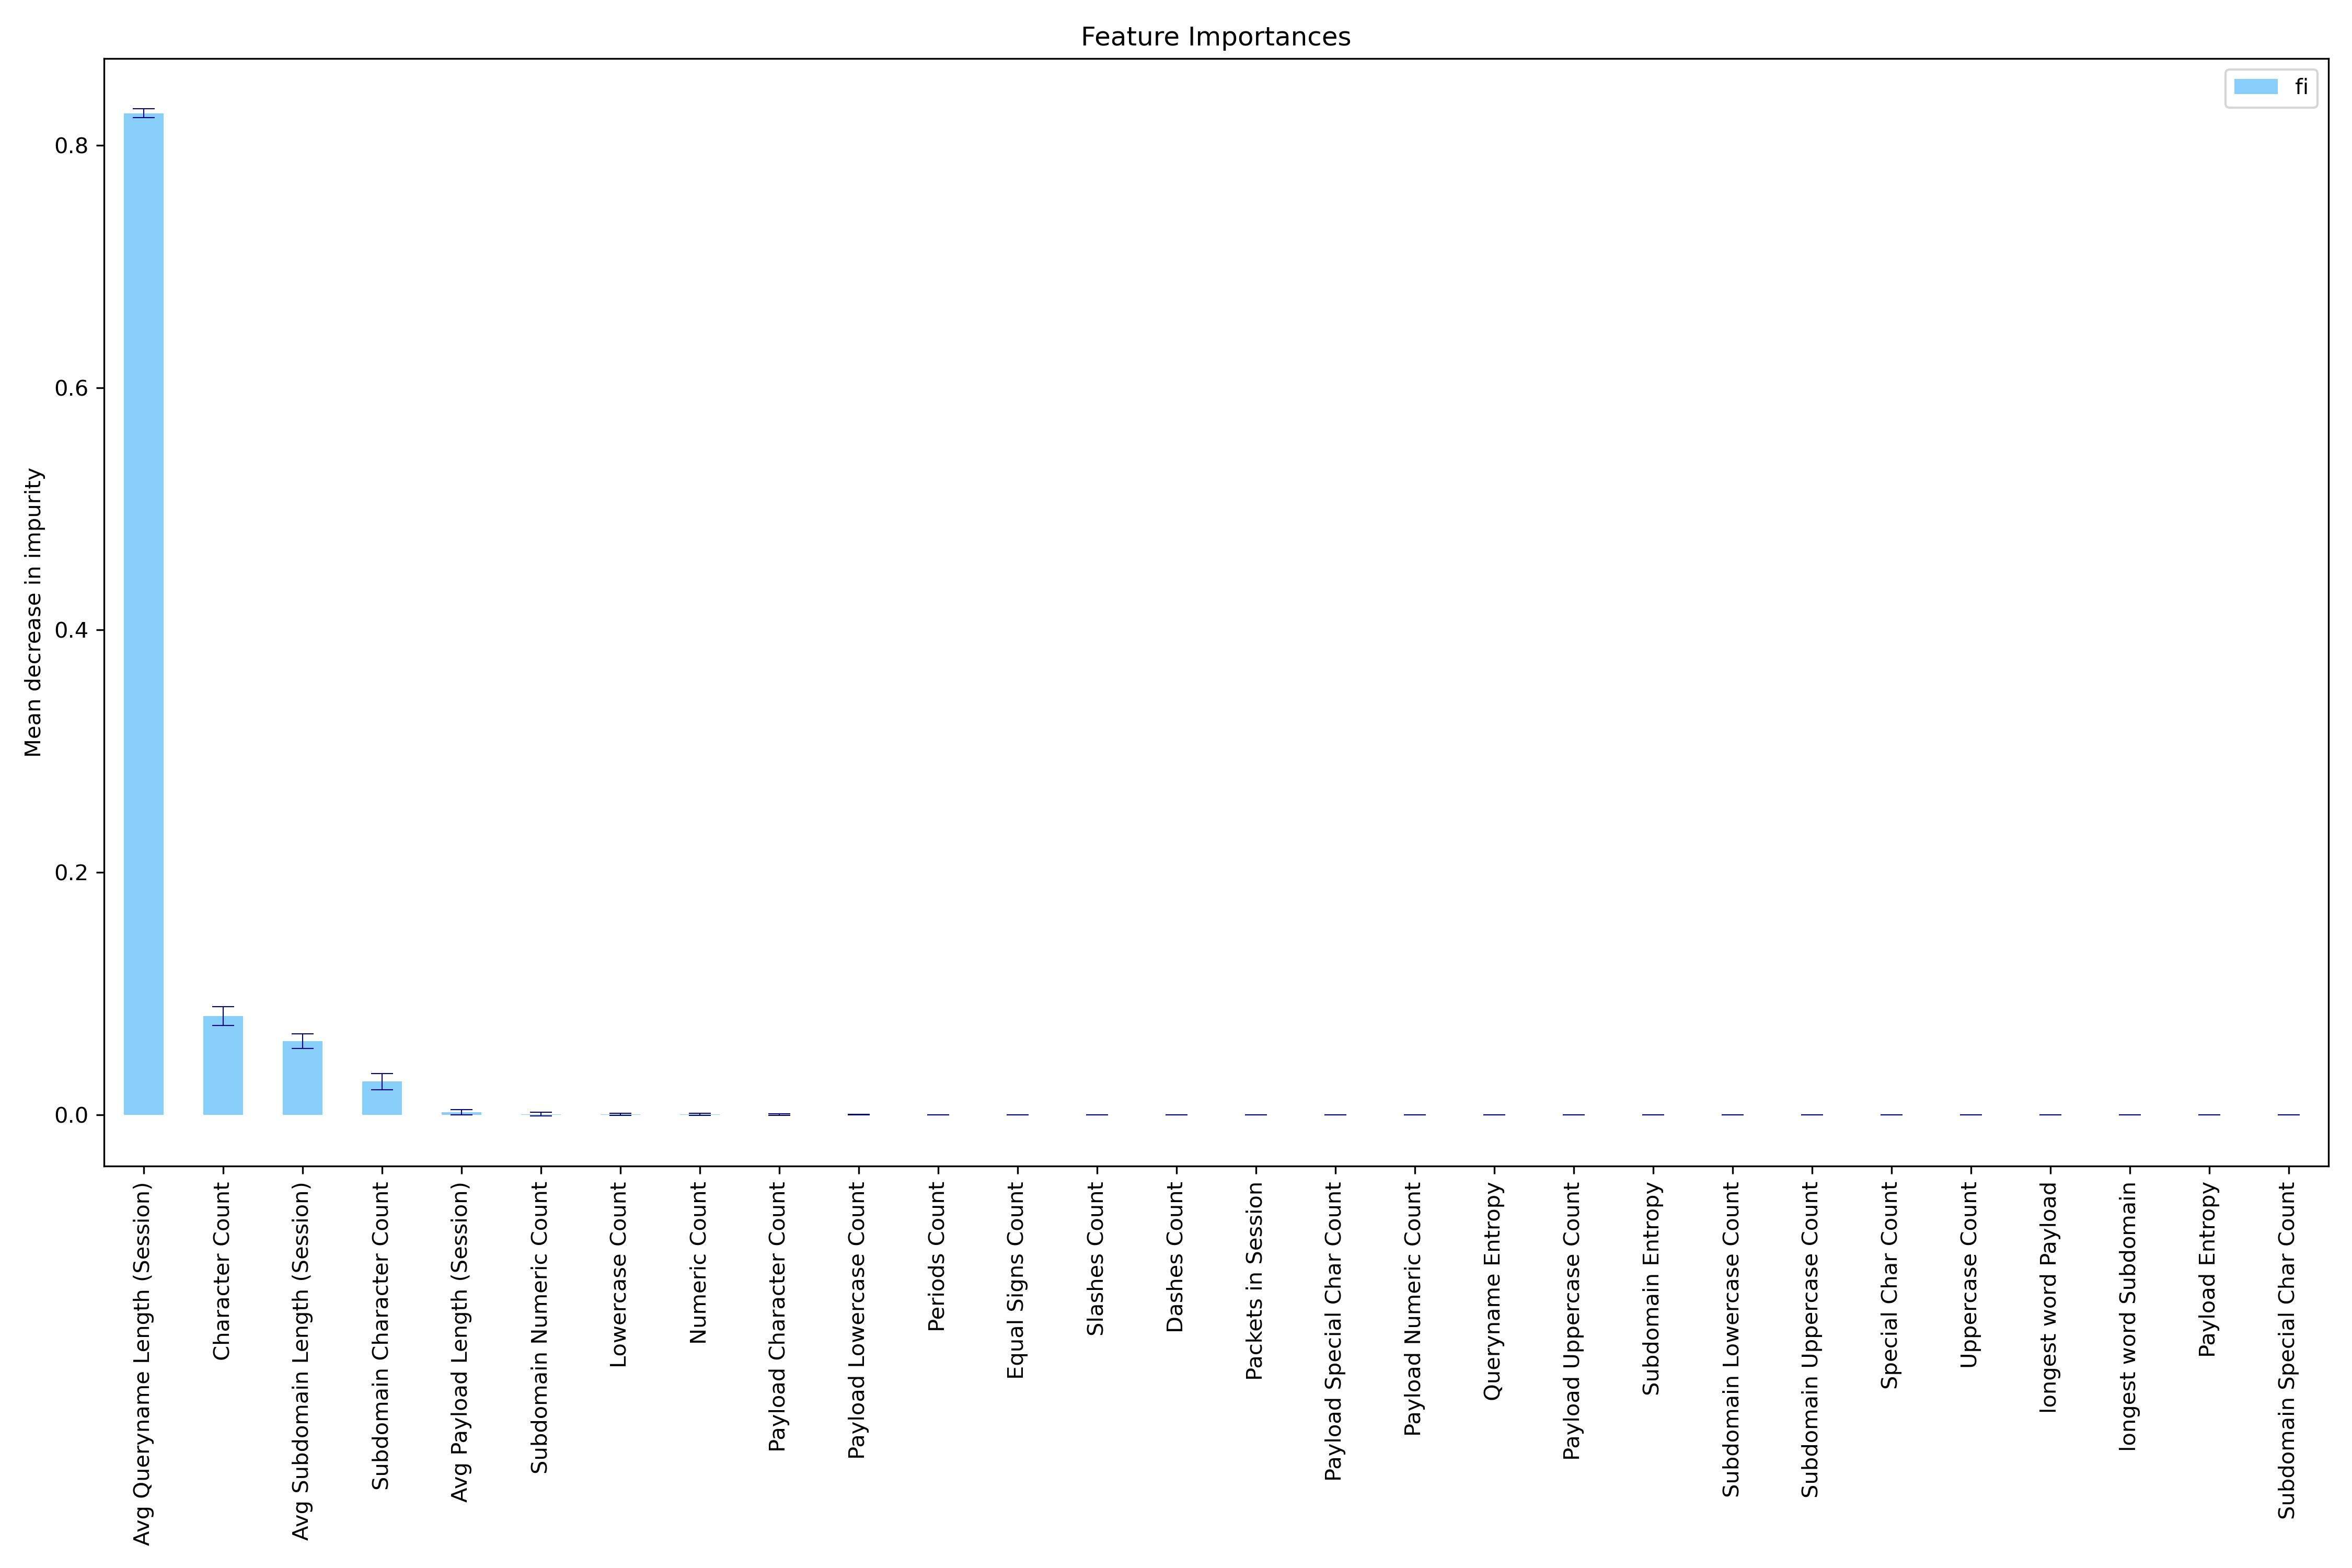 Feature Importances
fi
Mean decrease in impurity
0.8
0.6
0.4
0.2
0.0
Avg Queryname Length (Session)
Character Count
Avg Subdomain Length (Session)
Subdomain Character Count
Avg Payload Length (Session)
Subdomain Numeric Count
Lowercase Count
Numeric Count
Payload Character Count
Payload Lowercase Count
Periods Count
Equal Signs Count
Slashes Count
Dashes Count
Packets in Session
Payload Special Char Count
Payload Numeric Count
Queryname Entropy
Payload Uppercase Count
Subdomain Entropy
Subdomain Lowercase Count
Subdomain Uppercase Count
Special Char Count
Uppercase Count
longest word Payload
longest word Subdomain
Payload Entropy
Subdomain Special Char Count